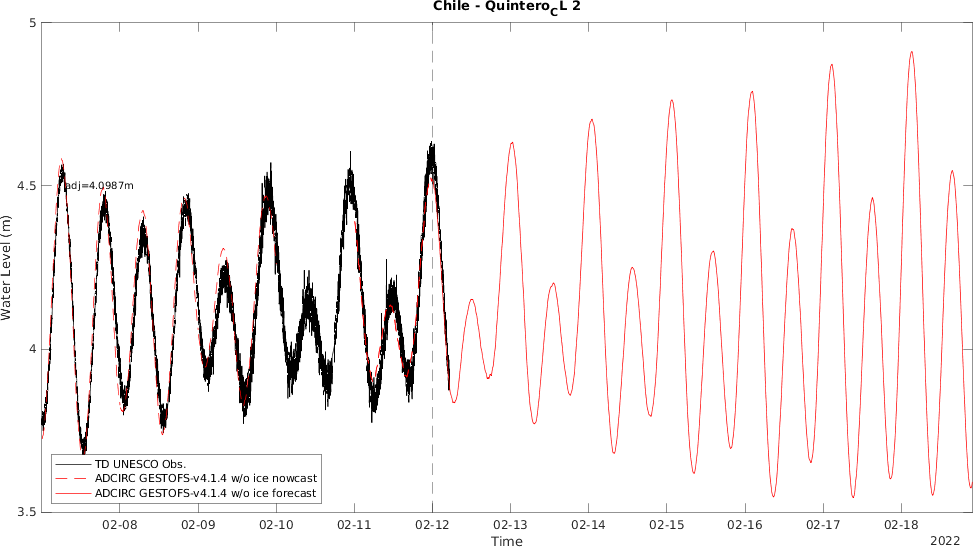 Chile - Quintero_CL 2
Water Level (m)
5
4.5
4
3.5
adj=4.0987m
TD UNESCO Obs.
ADCIRC GESTOFS-v4.1.4 w/o ice nowcast
ADCIRC GESTOFS-v4.1.4 w/o ice forecast
02-08 02-09 02-10 02-11 02-12 02-13 02-14 02-15 02-16 02-17 02-18
Time
2022